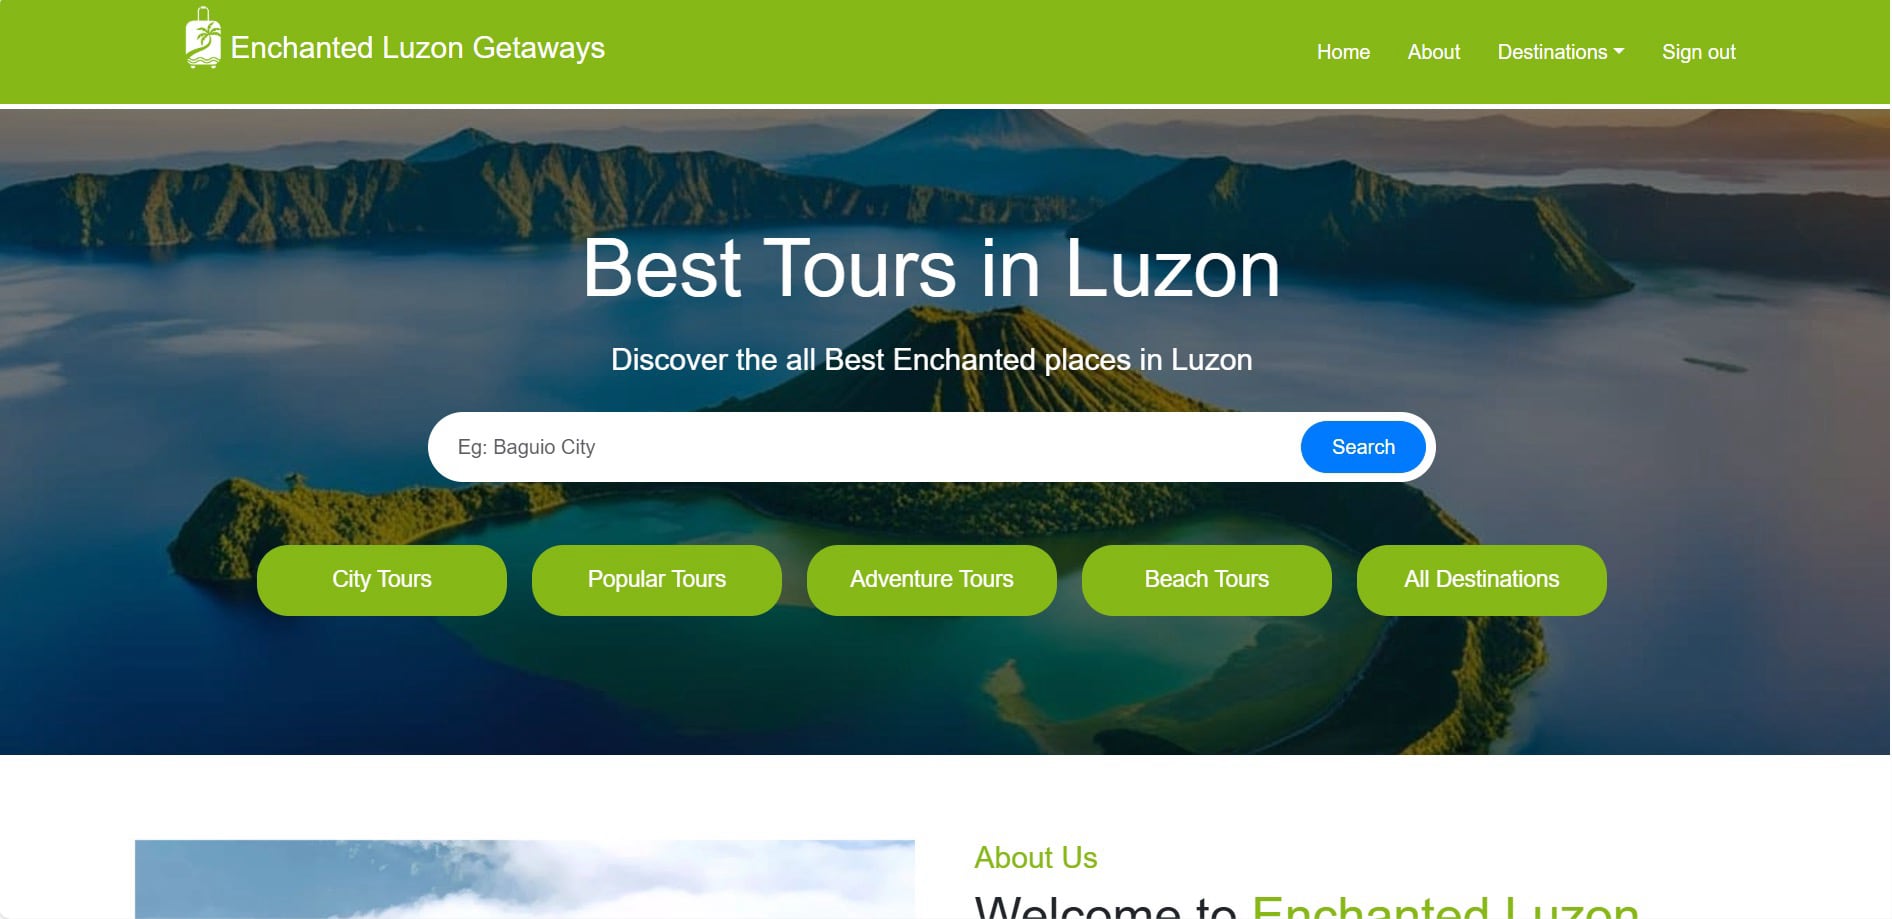 Enchanted Luzon Getaways
Home About Destinations Sign out
Best Tours in Luzon
Discover the all Best Enchanted places in Luzon
Eg: Baguio City Search
City Tours Popular Tours Adventure Tours Beach Tours All Destinations
About Us
Welcome to Enchanted Luzon